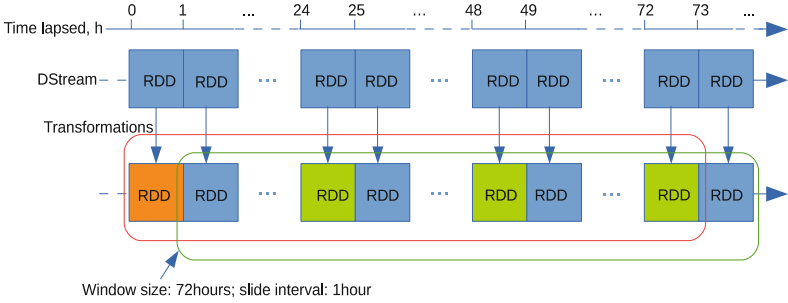 0 1 ... 24 25 ... 48 49 ... 72 73 ...
Time lapsed, h
DStream RDD RDD ... RDD RDD ... RDD RDD ... RDD RDD
Transformations
RDD RDD ... RDD RDD ... RDD RDD ... RDD RDD
Window size: 72hours; slide interval: 1hour